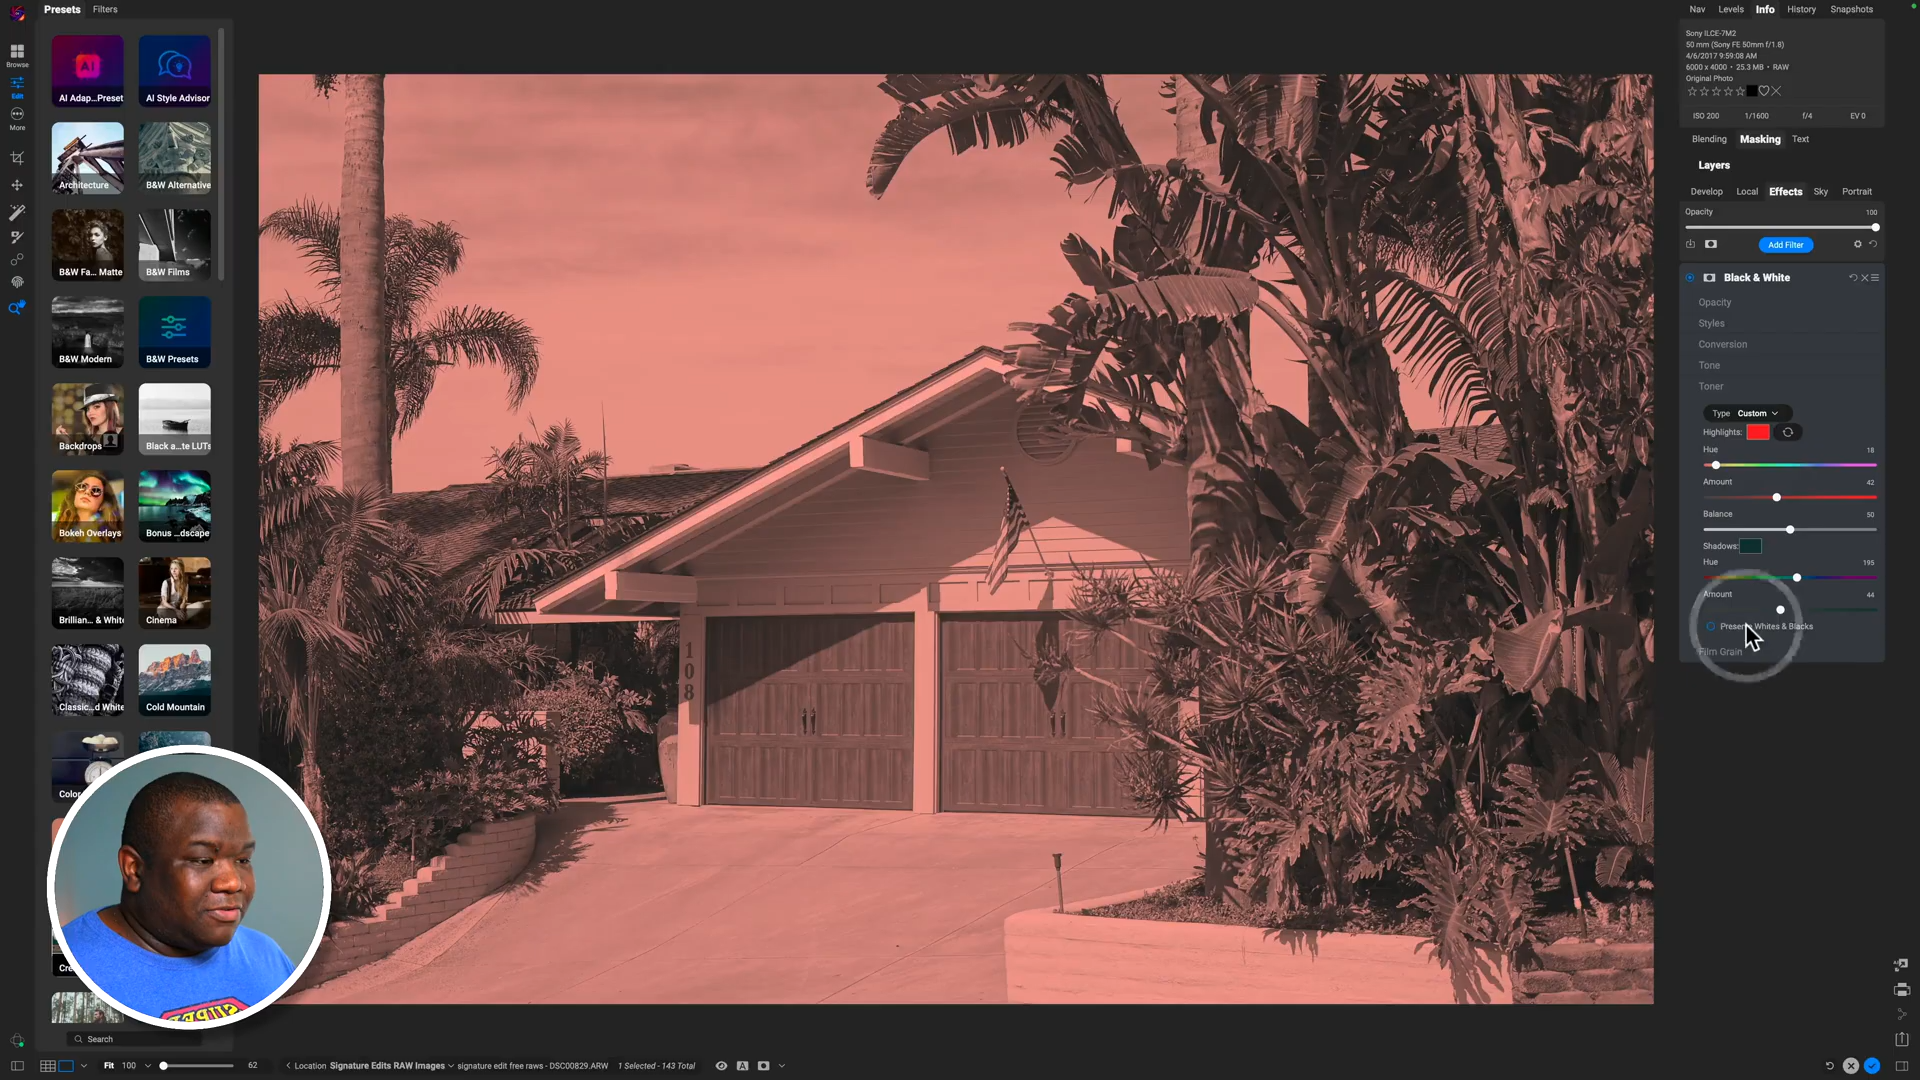 Presets Filters
Nav Levels Info History Snapshots
Browse
Edit
More
AI Adap...Preset
AI Style Advisor
Architecture
B&W Alternative
B&W Fa... Matte
B&W Films
B&W Modern
B&W Presets
Backdrops
Black a...te LUTs
Bokeh Overlays
Bonus ...dscape
Brillian... & White
Cinema
Classic...d White
Cold Mountain
Color
Cre
Search
108
Sony ILCE-7M2
50 mm (Sony FE 50mm f/1.8)
4/6/2017 9:59:08 AM
6000 x 4000 • 25.3 MB • RAW
Original Photo
ISO 200 1/1600 f/4 EV 0
Blending Masking Text
Layers
Develop Local Effects Sky Portrait
Opacity 100
Add Filter
Black & White
Opacity
Styles
Conversion
Tone
Toner
Type Custom
Highlights:
Hue 18
Amount 42
Balance 50
Shadows:
Hue 195
Amount 44
Whites & Blacks
Film Grain
Fit 100 62 Location Signature Edits RAW Images signature edit free raws - DSC00829.ARW 1 Selected - 143 Total A